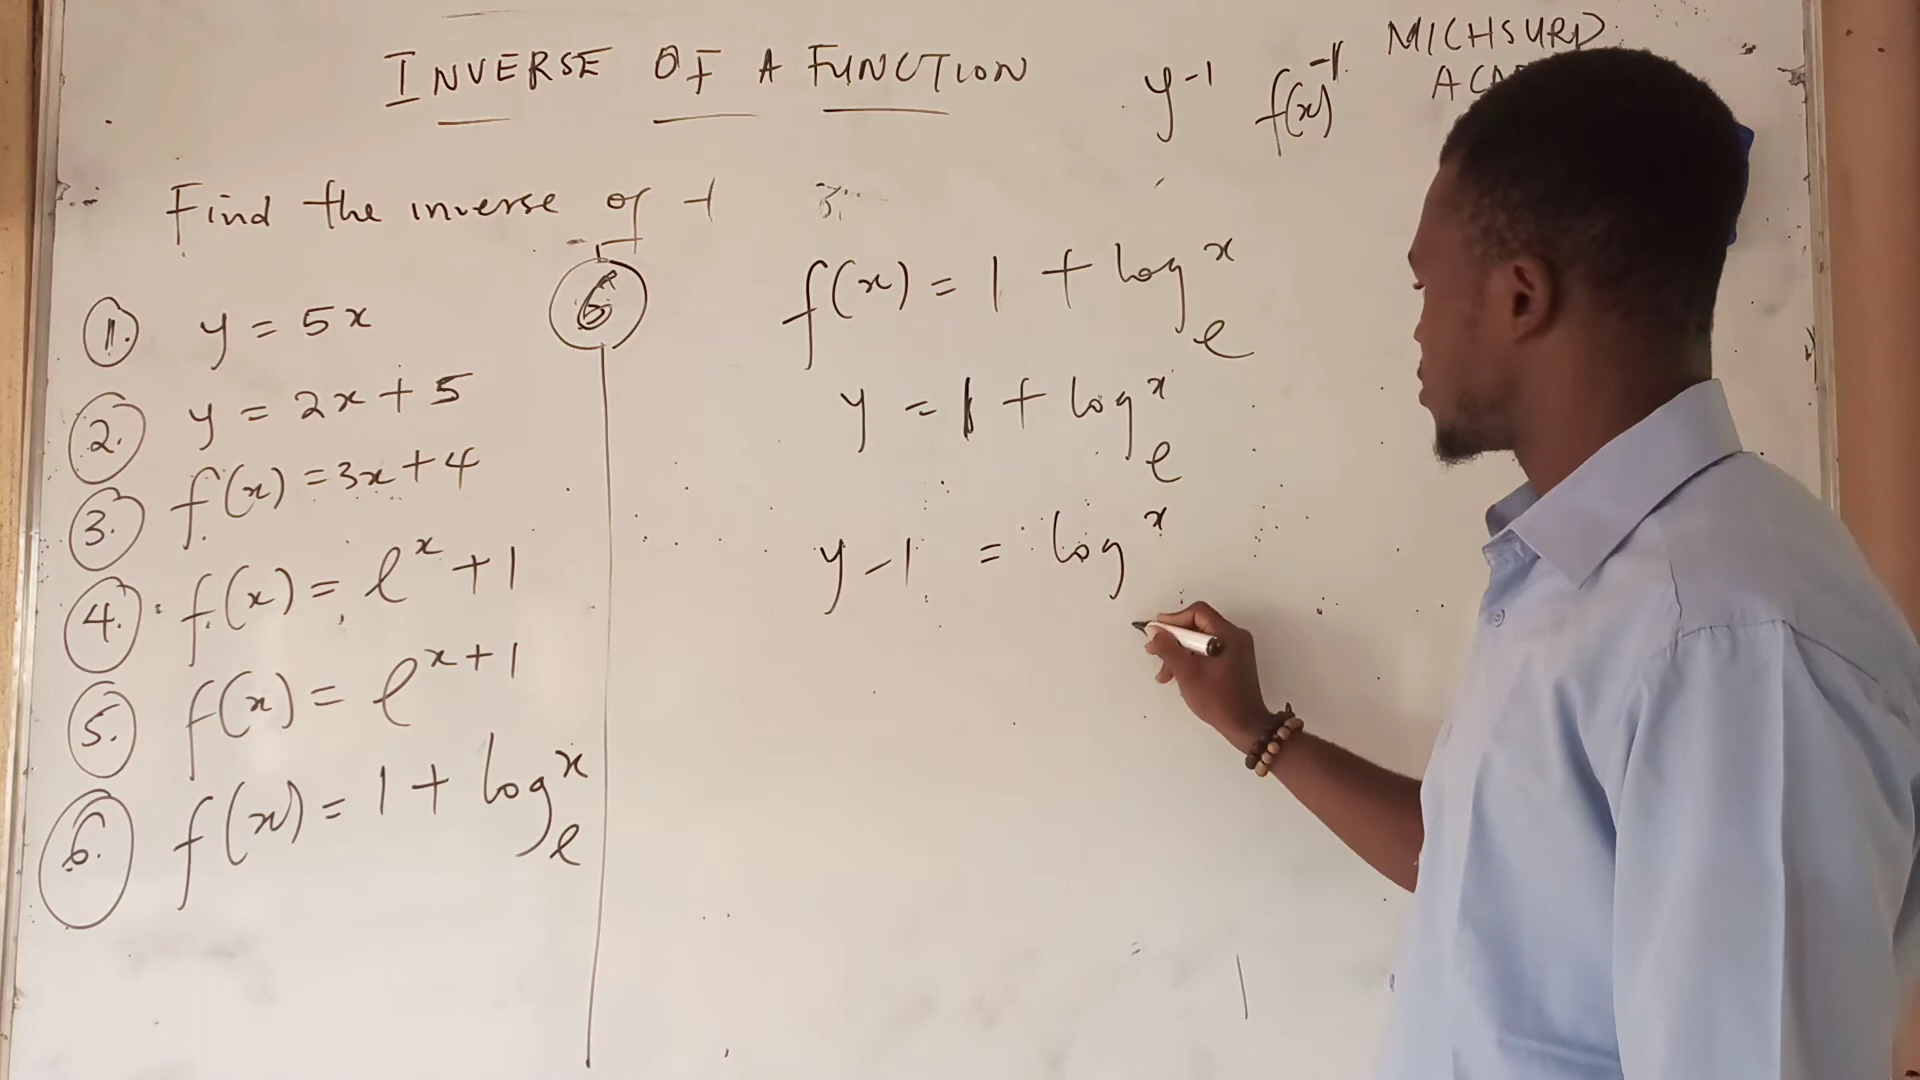 INVERSE OF A FUNCTION
y⁻¹ f(x)⁻¹
MICHSURD
Find the inverse of
1. y = 5x
2. y = 2x + 5
3. f(x) = 3x + 4
4. f(x) = eˣ + 1
5. f(x) = eˣ⁺¹
6. f(x) = 1 + logₑˣ
6
f(x) = 1 + logₑˣ
y = 1 + logₑˣ
y - 1 = logˣ